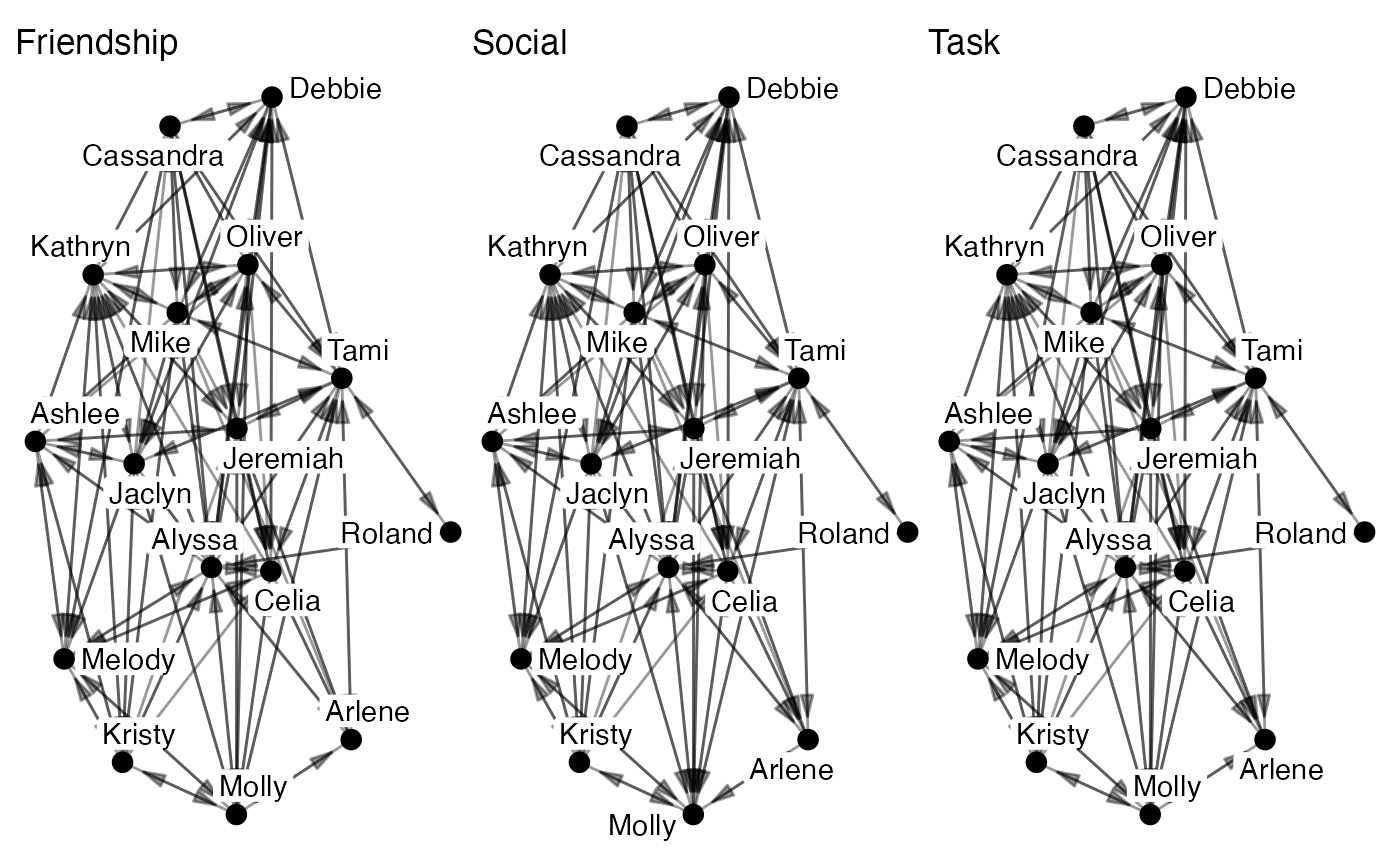 Friendship
Debbie
Cassandra
Oliver
Kathryn
Mike
Tami
Ashlee
Jeremiah
Jaclyn
Roland
Alyssa
Celia
Melody
Arlene
Kristy
Molly
Social
Debbie
Cassandra
Oliver
Kathryn
Mike
Tami
Ashlee
Jeremiah
Jaclyn
Roland
Alyssa
Celia
Melody
Kristy
Arlene
Molly
Task
Debbie
Cassandra
Oliver
Kathryn
Mike
Tami
Ashlee
Jeremiah
Jaclyn
Roland
Alyssa
Celia
Melody
Kristy
Arlene
Molly